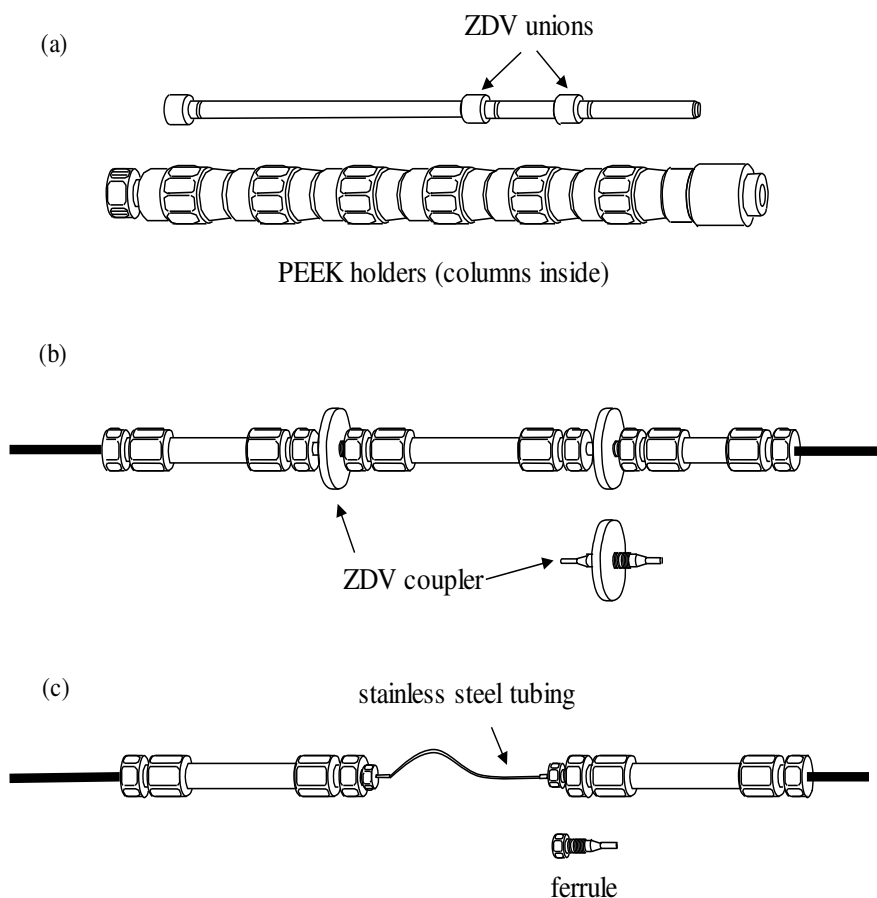 (a)
ZDV unions
PEEK holders (columns inside)
(b)
ZDV coupler
(c)
stainless steel tubing
ferrule